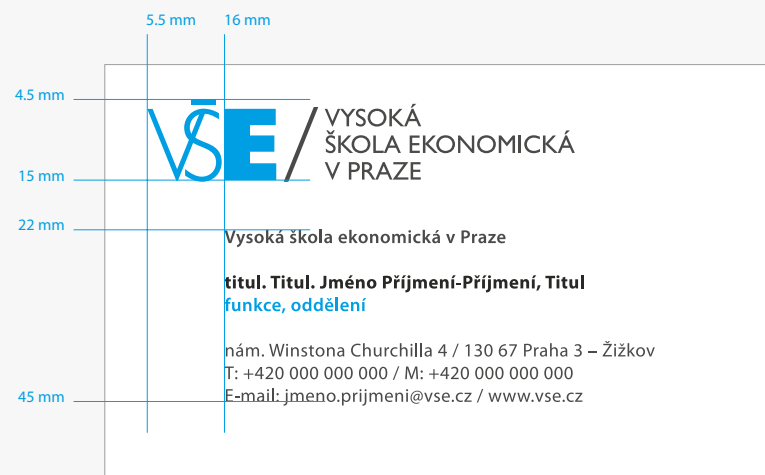 5.5 mm
16 mm
4.5 mm
VŠE / VYSOKÁ
ŠKOLA EKONOMICKÁ
V PRAZE
15 mm
22 mm
Vysoká škola ekonomická v Praze
titul. Titul. Jméno Příjmení-Příjmení, Titul
funkce, oddělení
nám. Winstona Churchilla 4 / 130 67 Praha 3 – Žižkov
T: +420 000 000 000 / M: +420 000 000 000
45 mm
E-mail: jmeno.prijmeni@vse.cz / www.vse.cz